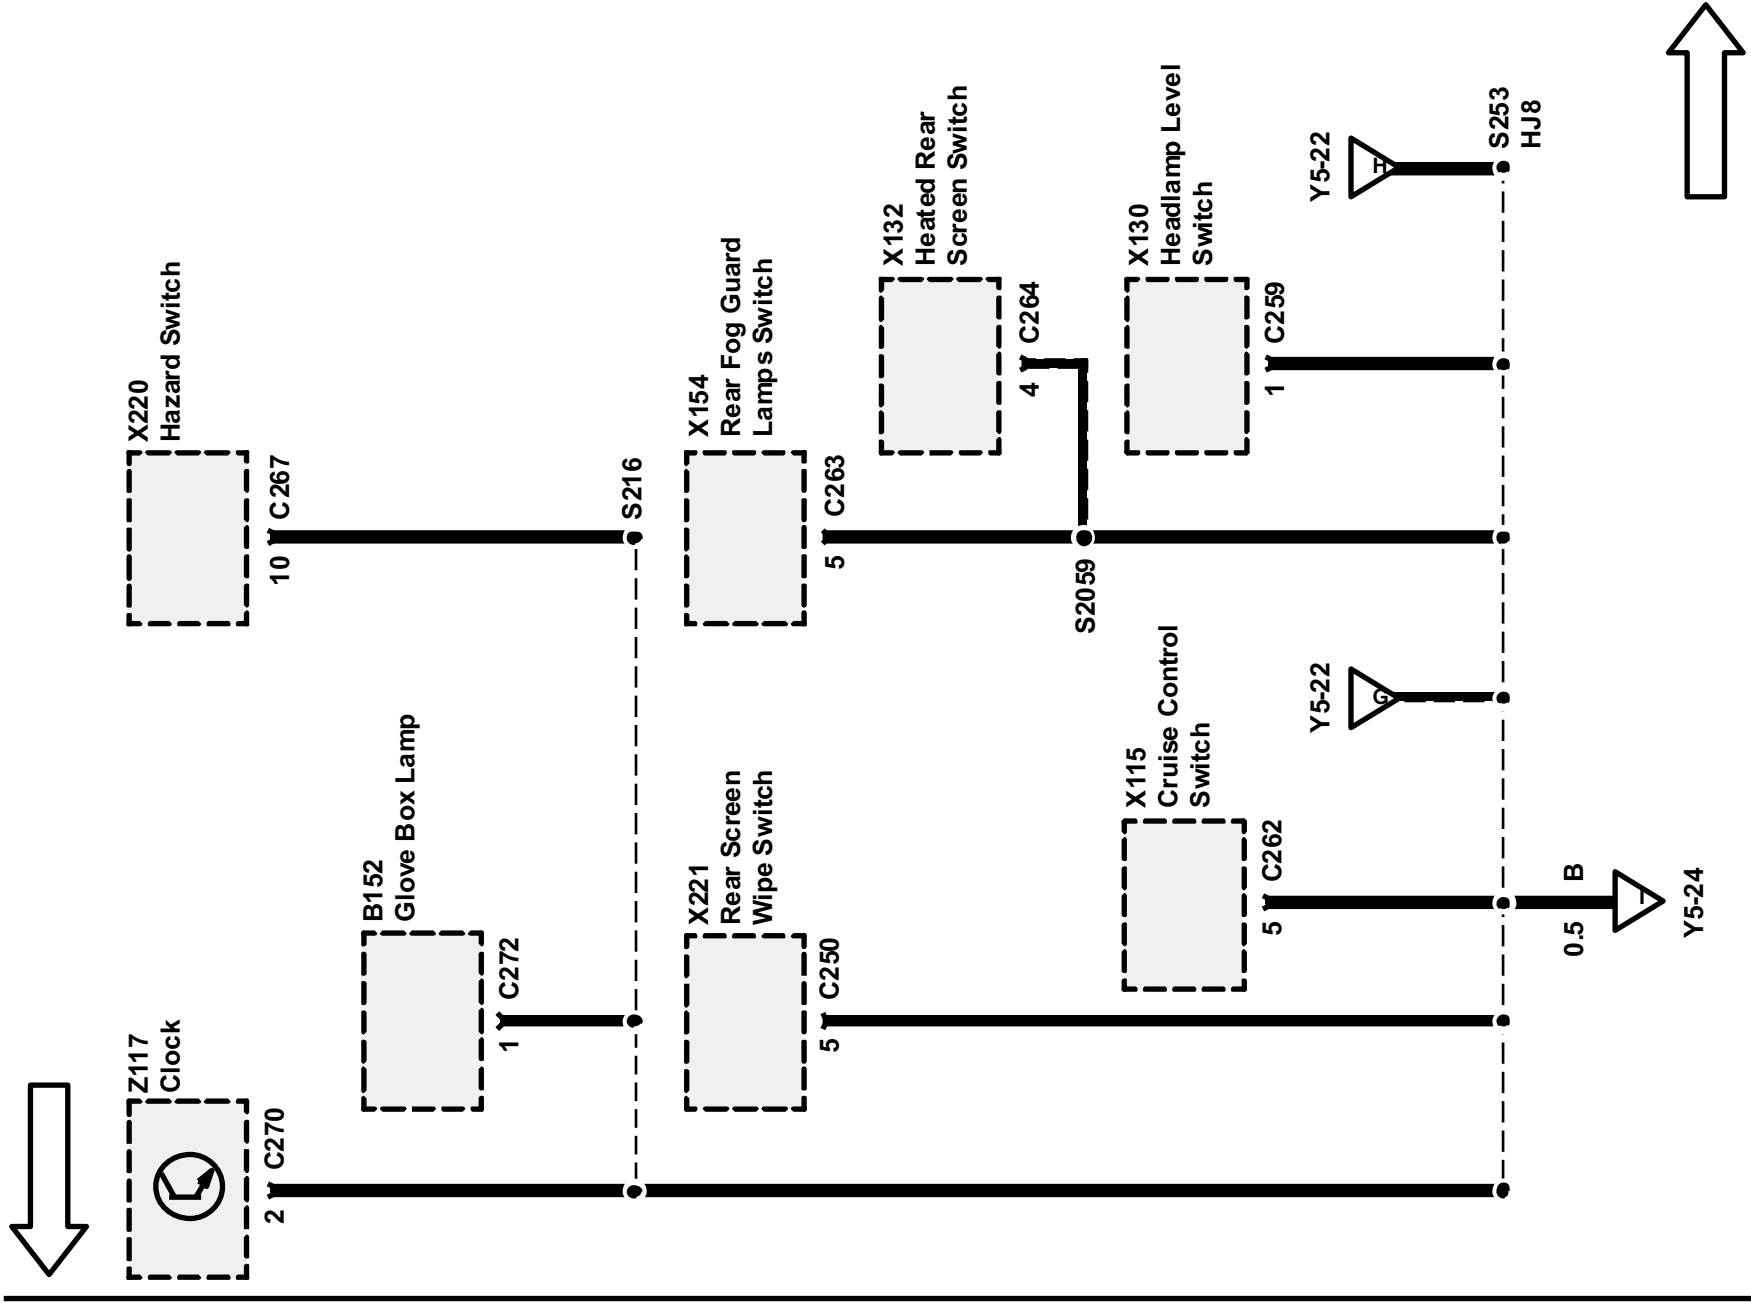 Z117
Clock
2
C270
B152
Glove Box Lamp
1
C272
X220
Hazard Switch
10
C267
S216
X221
Rear Screen
Wipe Switch
5
C250
X154
Rear Fog Guard
Lamps Switch
5
C263
X132
Heated Rear
Screen Switch
4
C264
S2059
X115
Cruise Control
Switch
5
C262
X130
Headlamp Level
Switch
1
C259
Y5-22
G
Y5-22
H
S253
HJ8
0.5
B
I
Y5-24